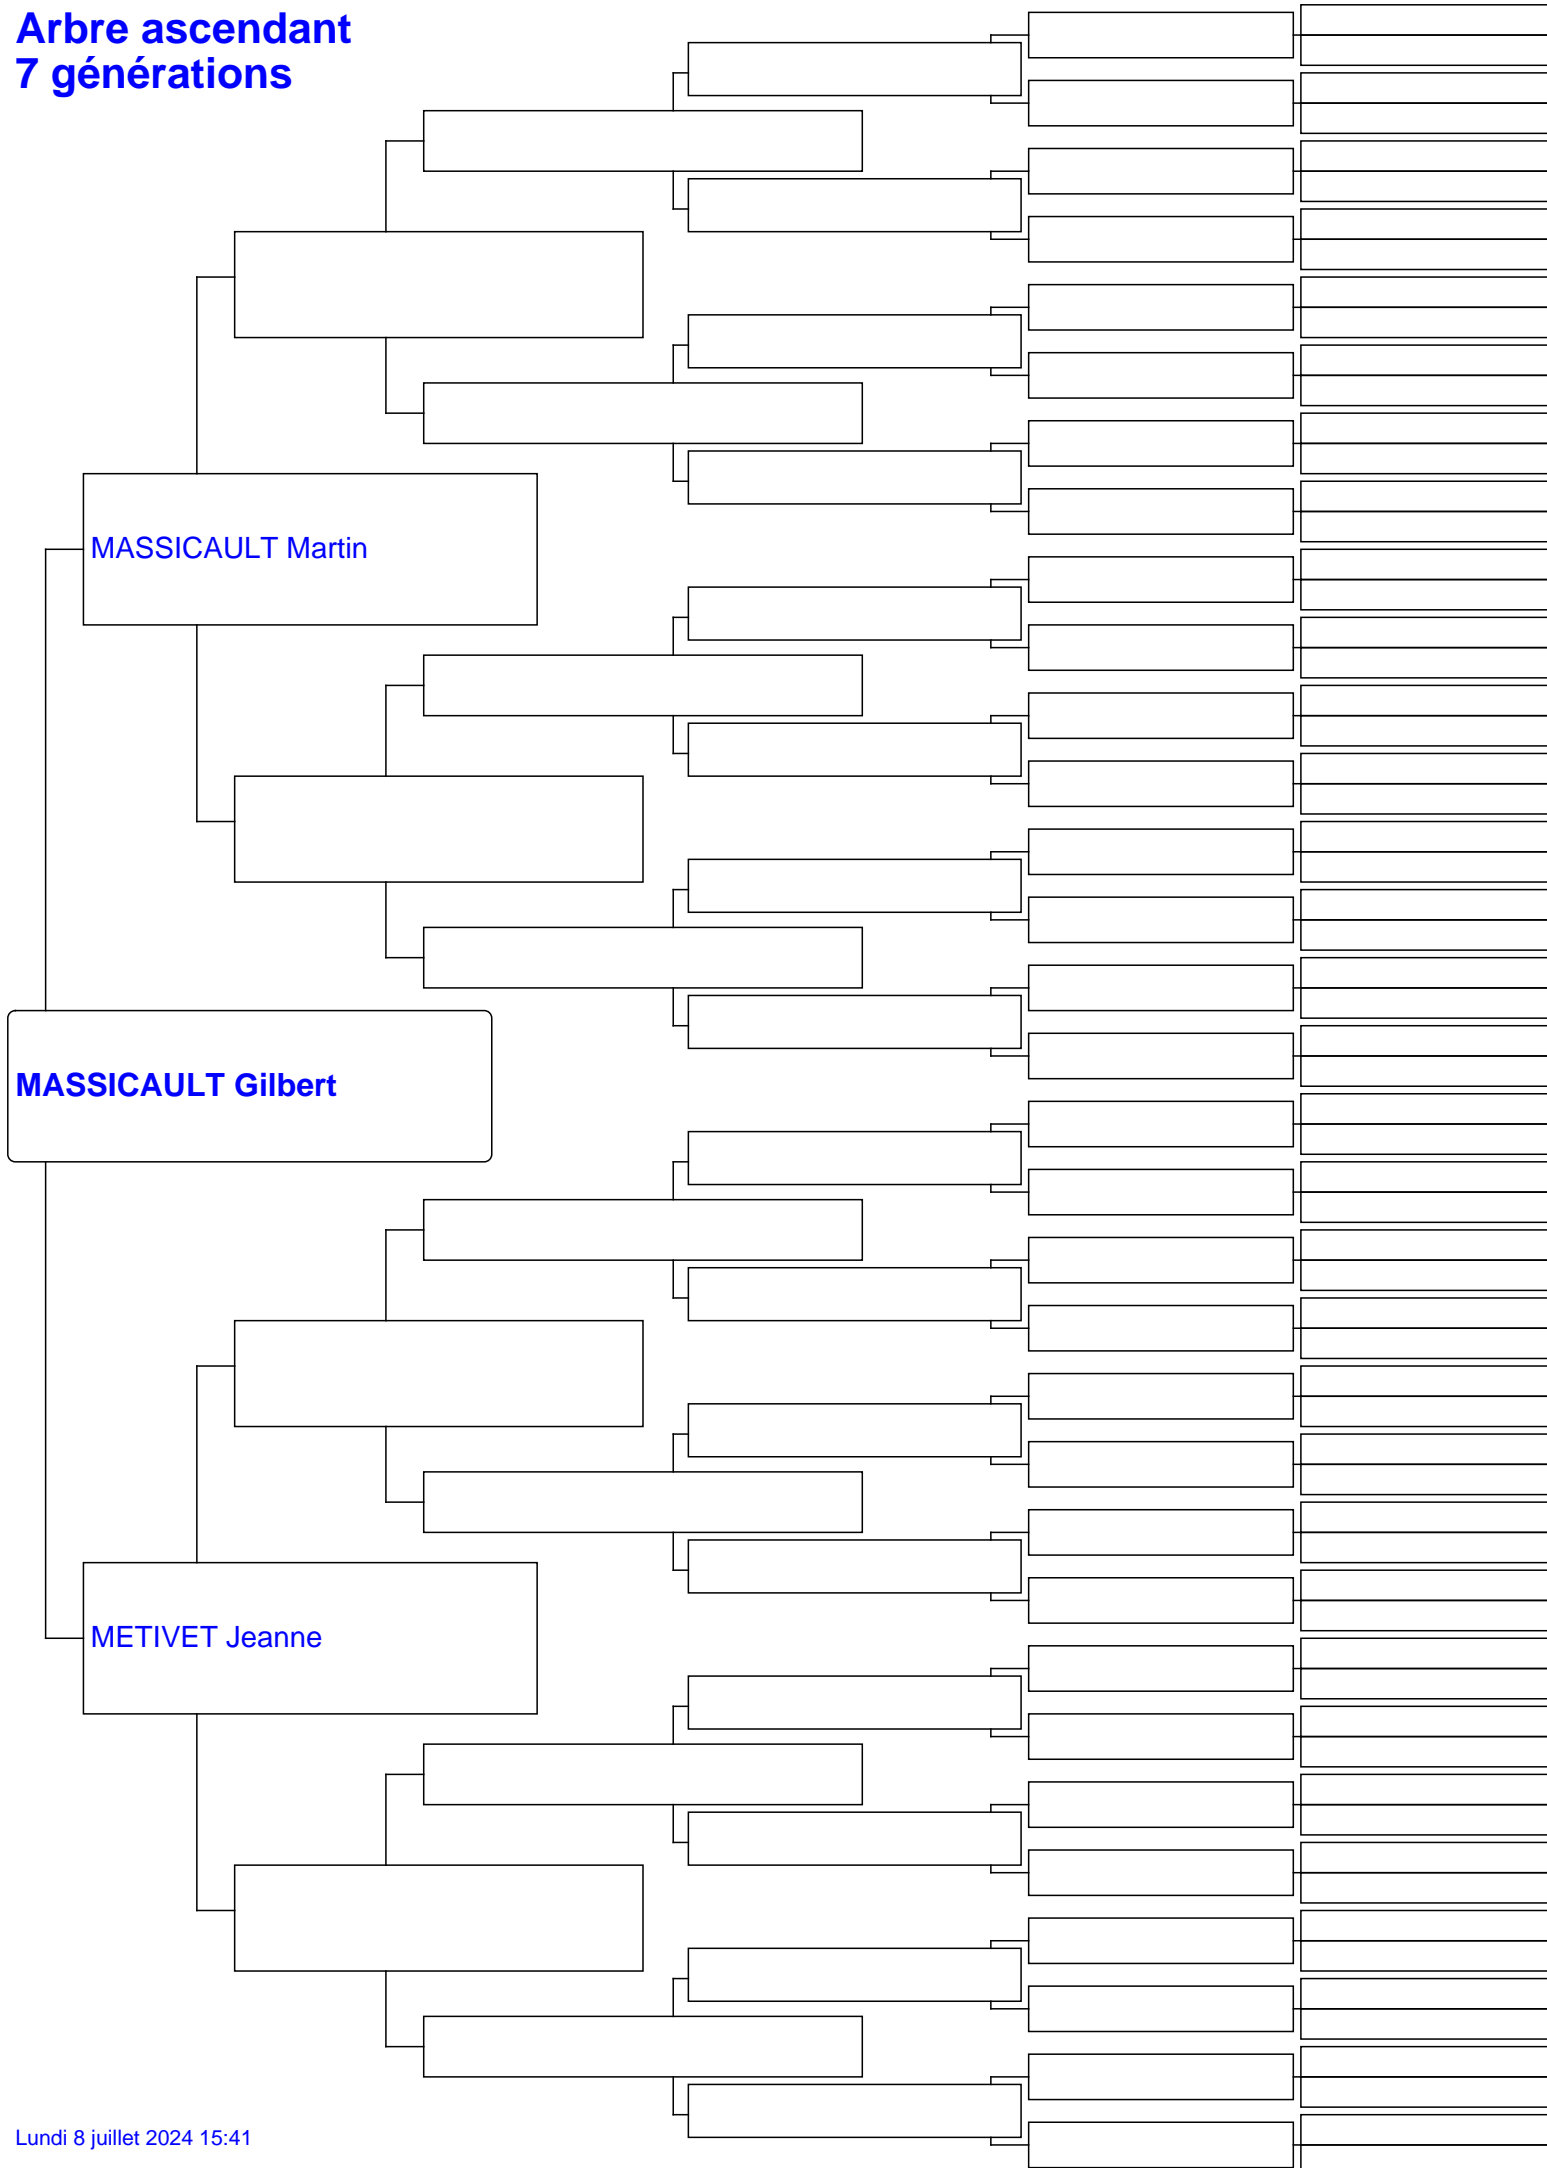 Arbre ascendant
7 générations
MASSICAULT Martin
MASSICAULT Gilbert
METIVET Jeanne
Lundi 8 juillet 2024 15:41